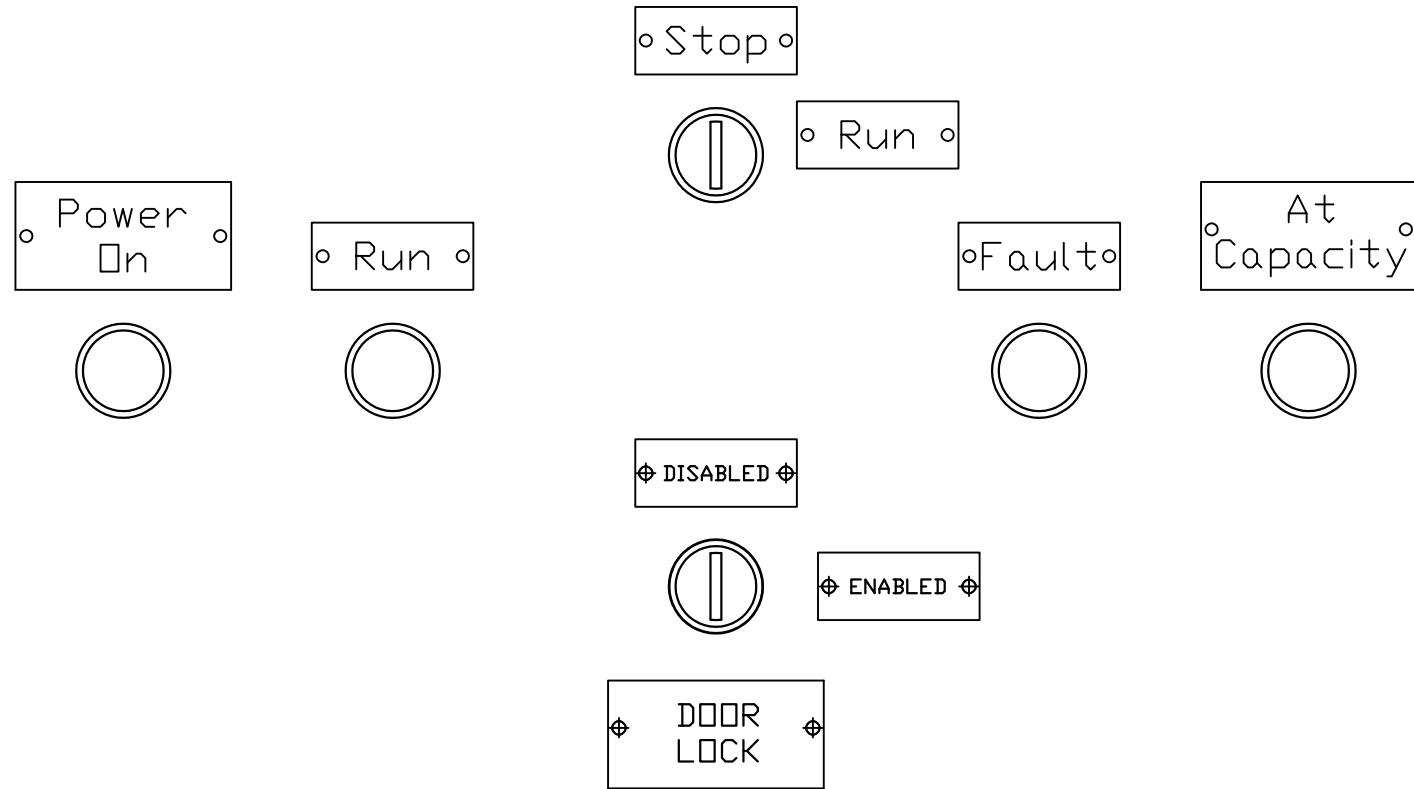 Stop
Run
Power
On
Run
Fault
At
Capacity
DISABLED
ENABLED
DOOR
LOCK